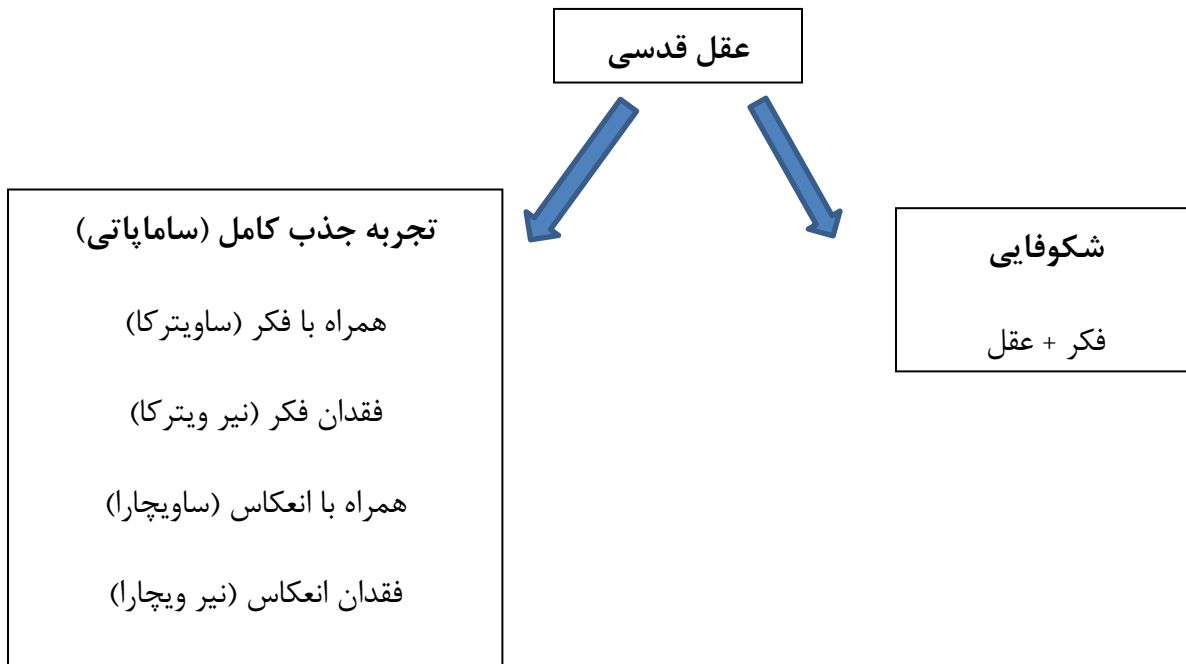 عقل قدسی
شکوفایی
فکر + عقل
تجربه جذب کامل (ساماپاتی)
همراه با فکر (ساویترکا)
فقدان فکر (نیر ویترکا)
همراه با انعکاس (ساویچارا)
فقدان انعکاس (نیر ویچارا)